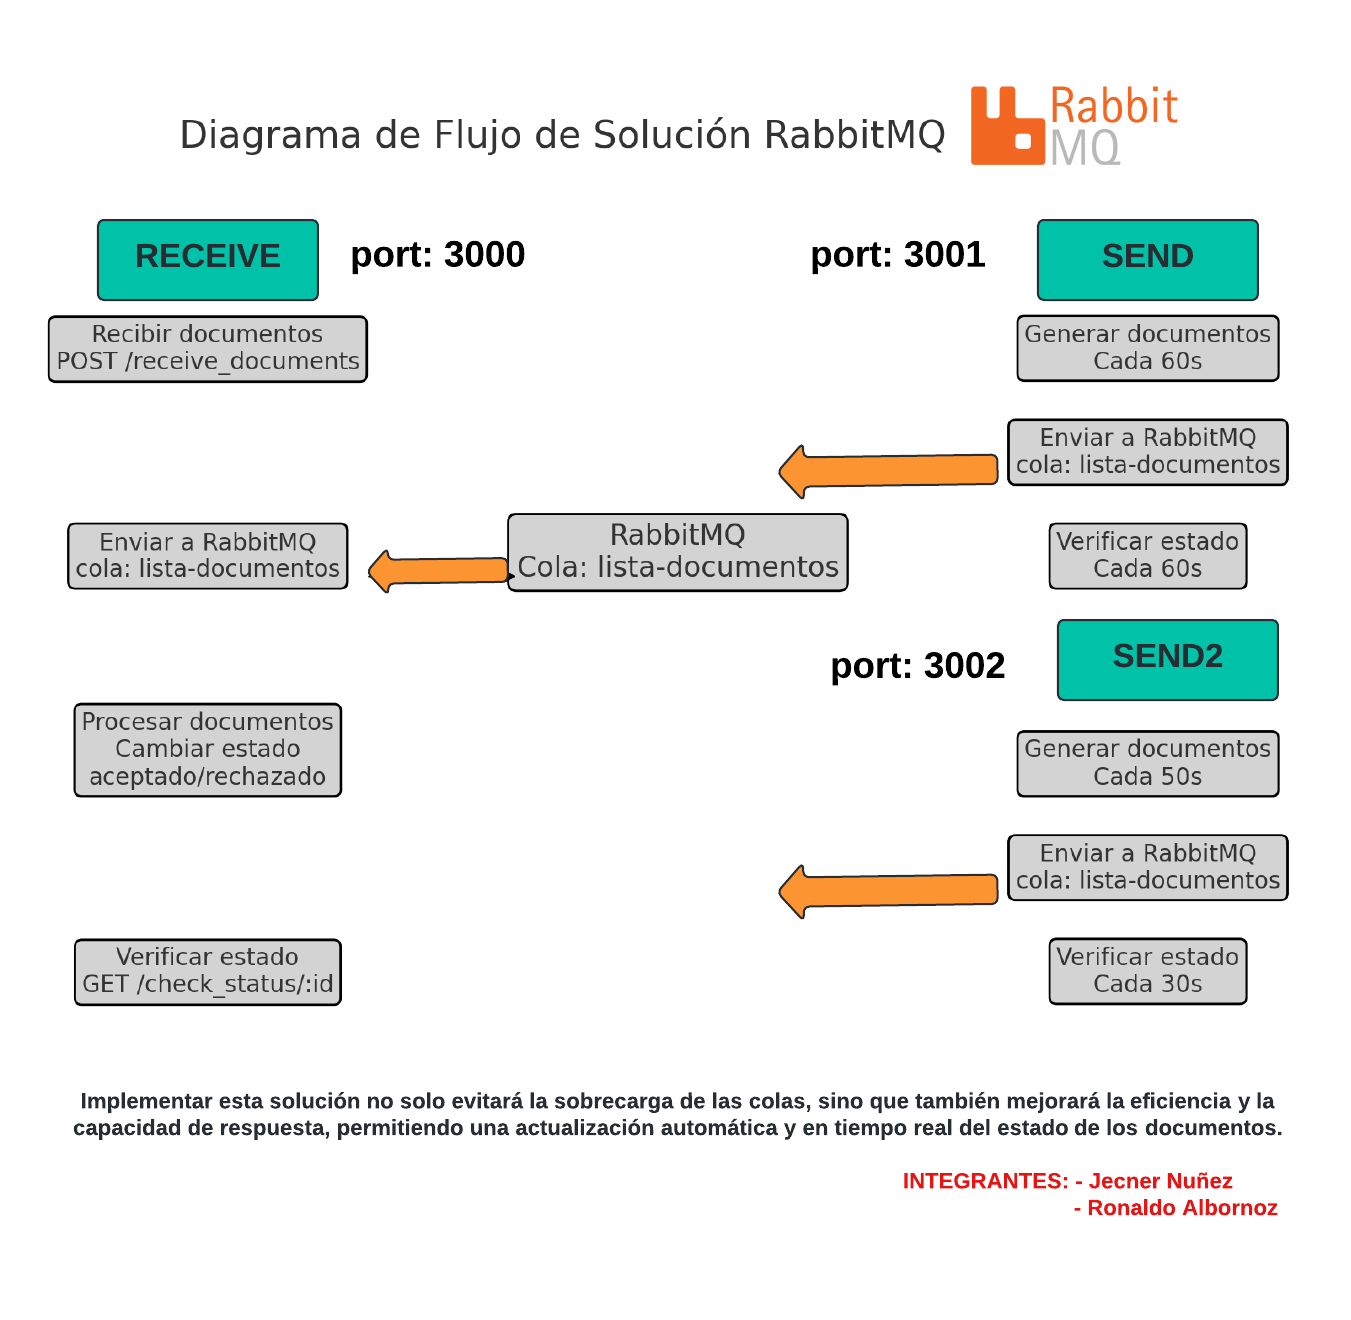 Diagrama de Flujo de Solución RabbitMQ
Rabbit
MQ
RECEIVE
port: 3000
port: 3001
SEND
Recibir documentos
POST /receive_documents
Generar documentos
Cada 60s
Enviar a RabbitMQ
cola: lista-documentos
RabbitMQ
Cola: lista-documentos
Enviar a RabbitMQ
cola: lista-documentos
Verificar estado
Cada 60s
port: 3002
SEND2
Procesar documentos
Cambiar estado
aceptado/rechazado
Generar documentos
Cada 50s
Enviar a RabbitMQ
cola: lista-documentos
Verificar estado
GET /check_status/:id
Verificar estado
Cada 30s
Implementar esta solución no solo evitará la sobrecarga de las colas, sino que también mejorará la eficiencia y la
capacidad de respuesta, permitiendo una actualización automática y en tiempo real del estado de los documentos.
INTEGRANTES: - Jecner Nuñez
- Ronaldo Albornoz